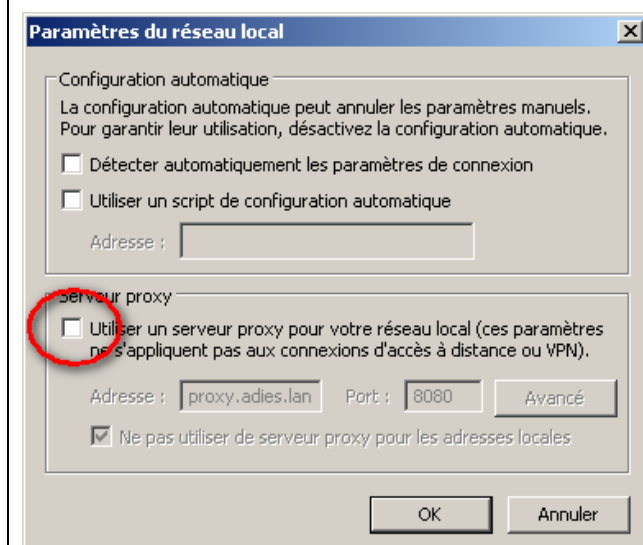 Paramètres du réseau local
Configuration automatique
La configuration automatique peut annuler les paramètres manuels.
Pour garantir leur utilisation, désactivez la configuration automatique.
Détecter automatiquement les paramètres de connexion
Utiliser un script de configuration automatique
Adresse :
Serveur proxy
Utiliser un serveur proxy pour votre réseau local (ces paramètres
ne s'appliquent pas aux connexions d'accès à distance ou VPN).
Adresse : proxy.adies.lan Port : 8080 Avancé
Ne pas utiliser de serveur proxy pour les adresses locales
OK Annuler